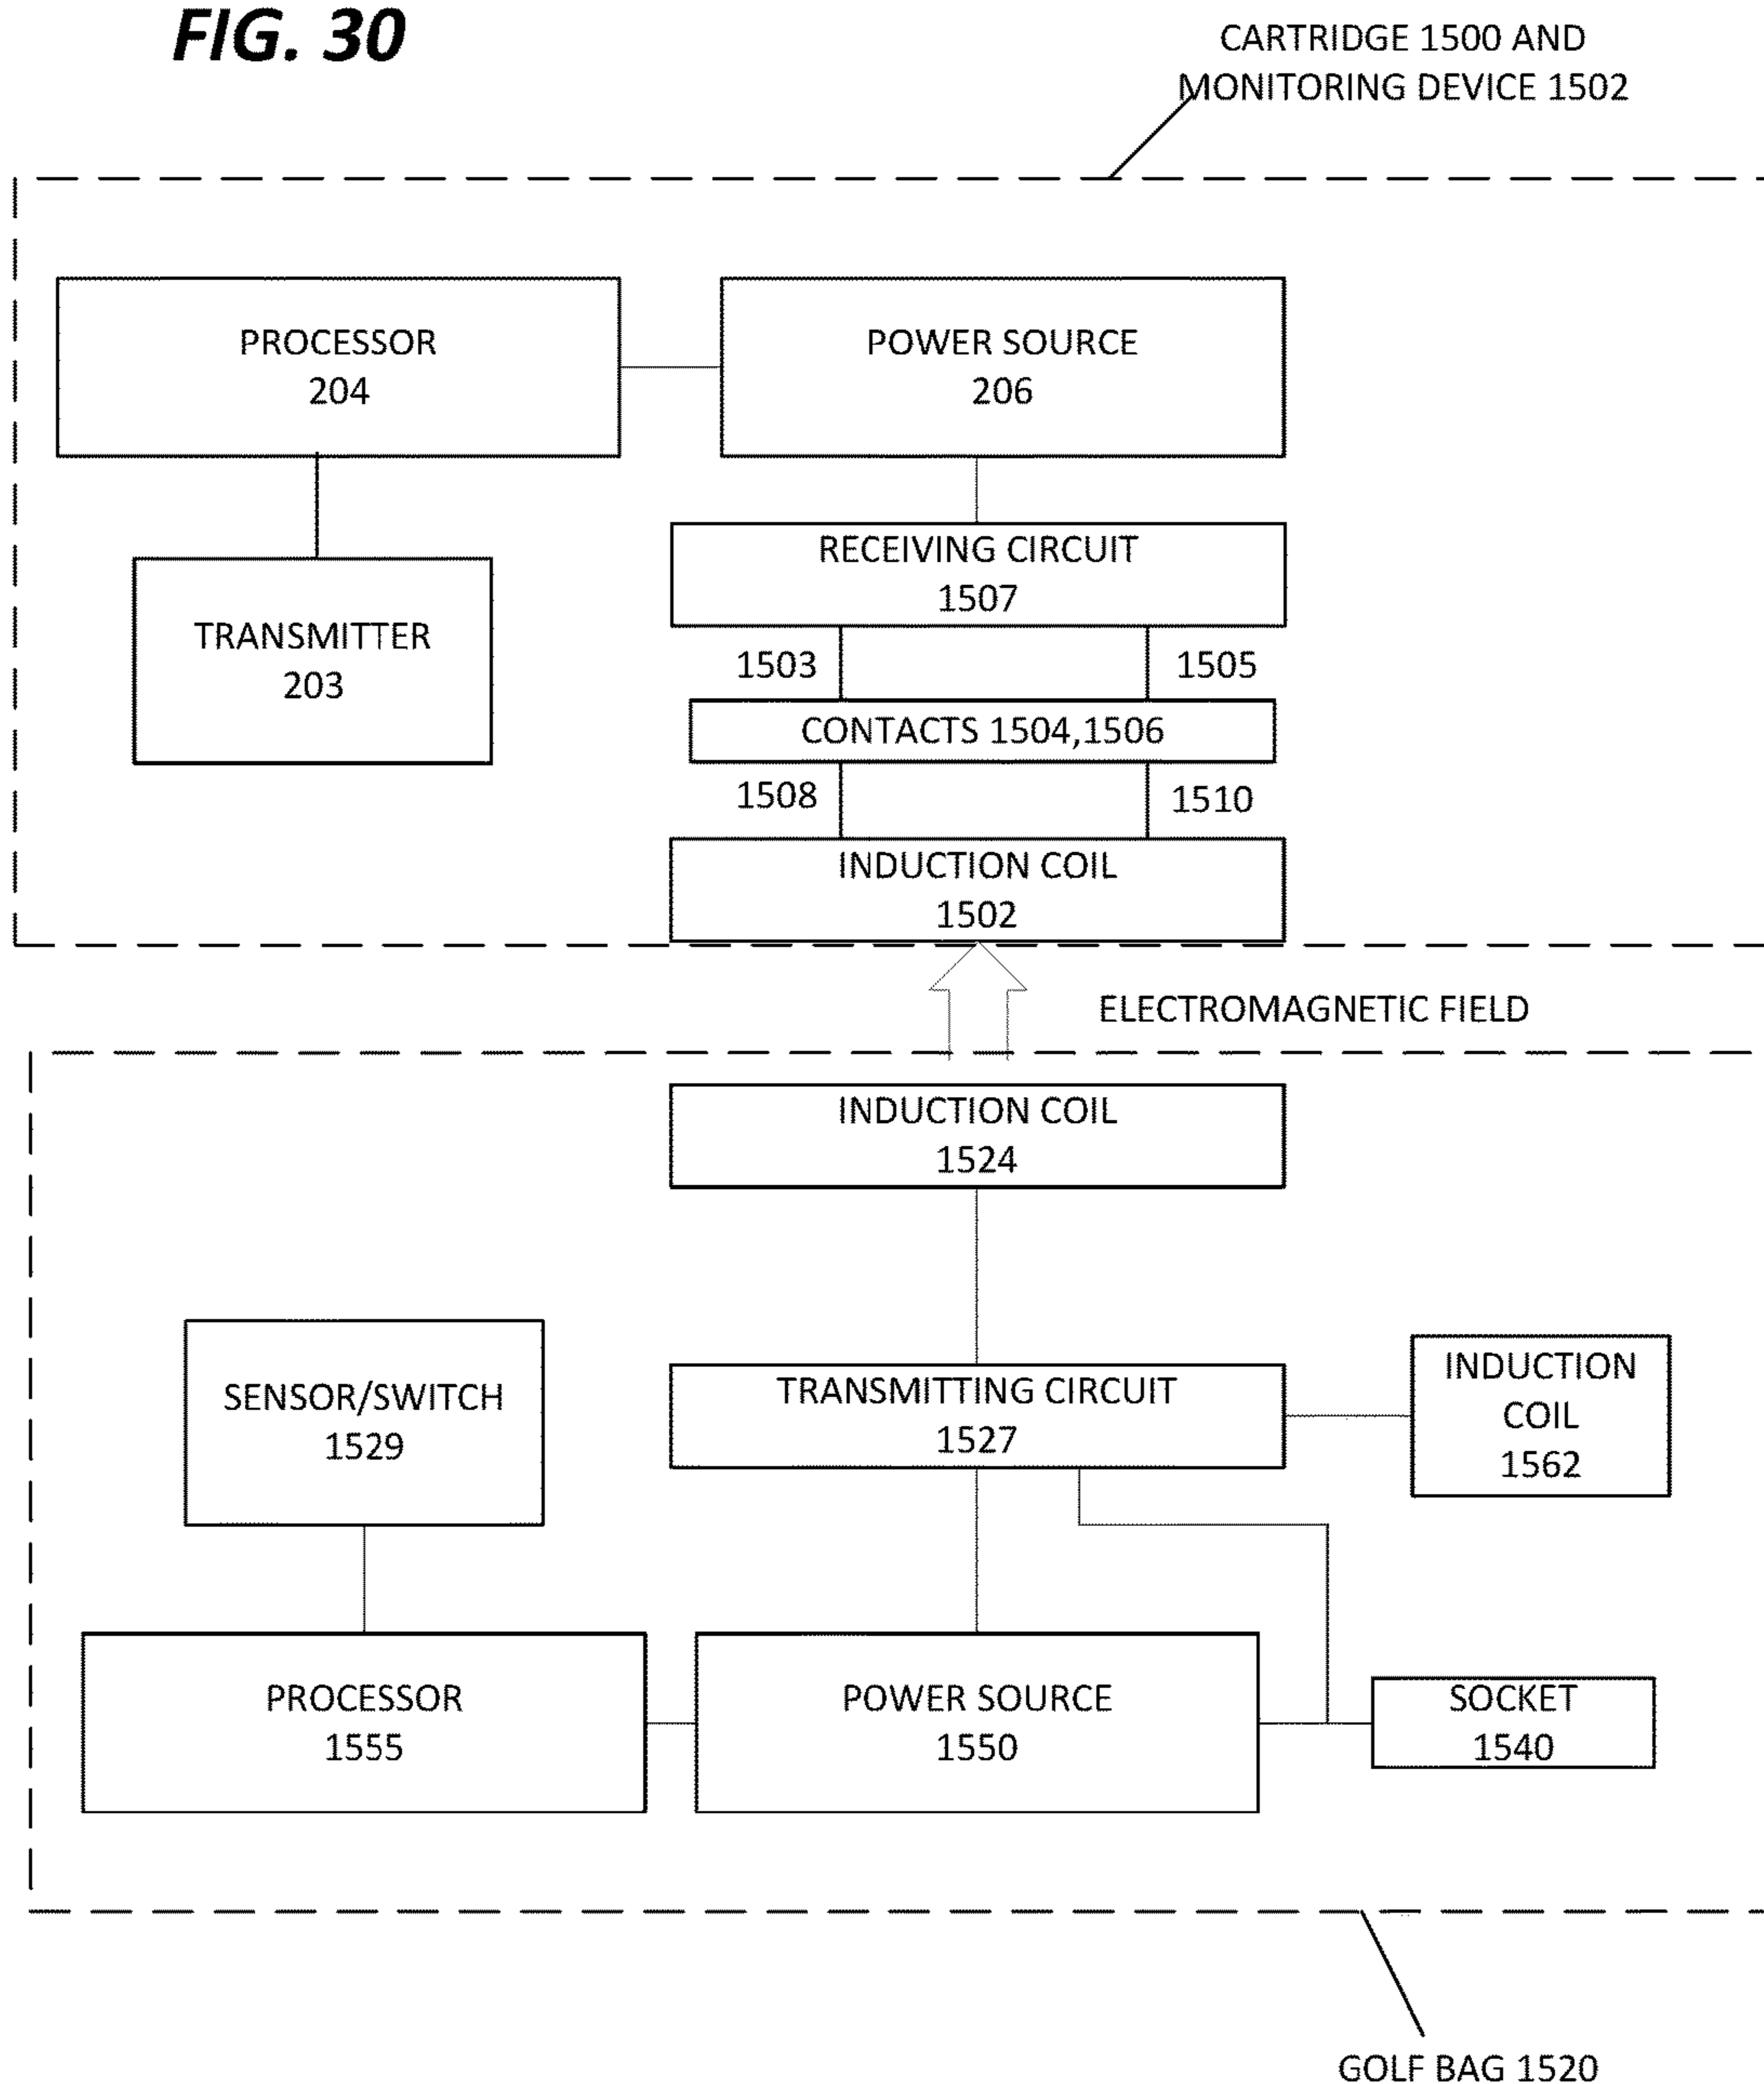 FIG. 30
CARTRIDGE 1500 AND
MONITORING DEVICE 1502
PROCESSOR
204
POWER SOURCE
206
TRANSMITTER
203
RECEIVING CIRCUIT
1507
1503
1505
CONTACTS 1504,1506
1508
1510
INDUCTION COIL
1502
ELECTROMAGNETIC FIELD
INDUCTION COIL
1524
SENSOR/SWITCH
1529
TRANSMITTING CIRCUIT
1527
INDUCTION
COIL
1562
PROCESSOR
1555
POWER SOURCE
1550
SOCKET
1540
GOLF BAG 1520